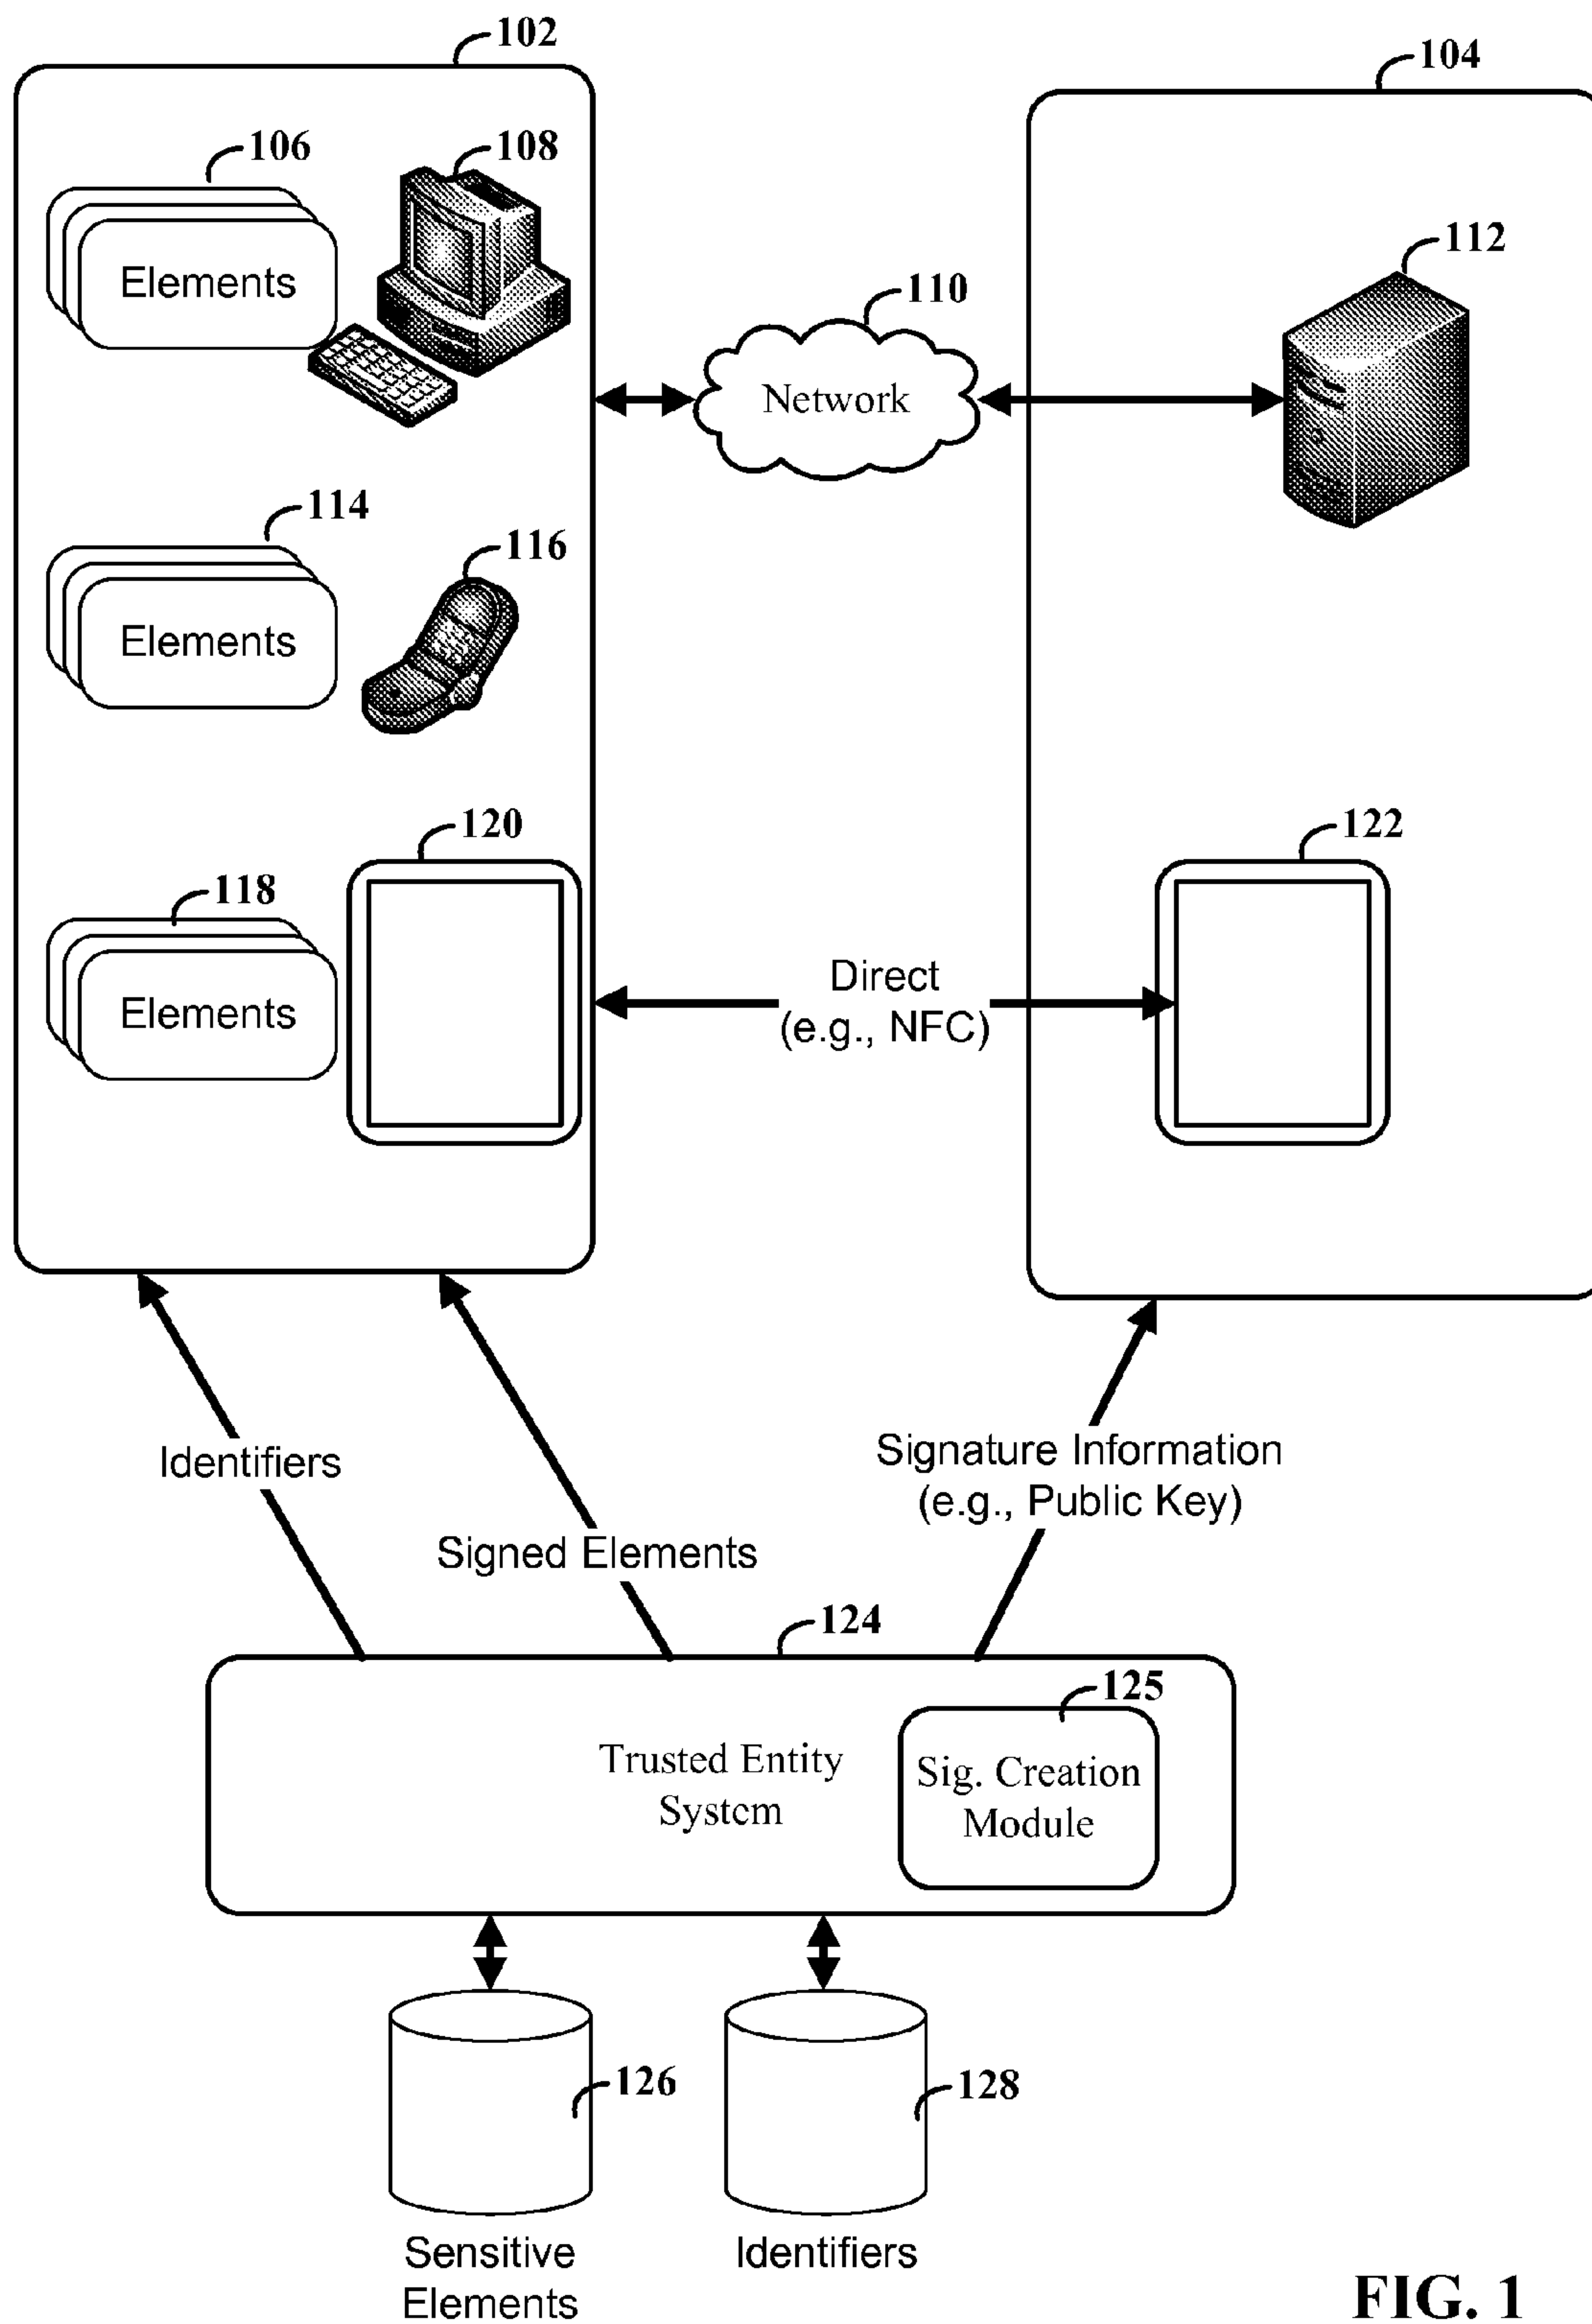 102
104
106
108
Elements
110
112
Network
114
116
Elements
120
122
118
Elements
Direct
(e.g., NFC)
Identifiers
Signature Information
(e.g., Public Key)
Signed Elements
124
125
Trusted Entity
System
Sig. Creation
Module
126
128
Sensitive
Elements
Identifiers
FIG. 1